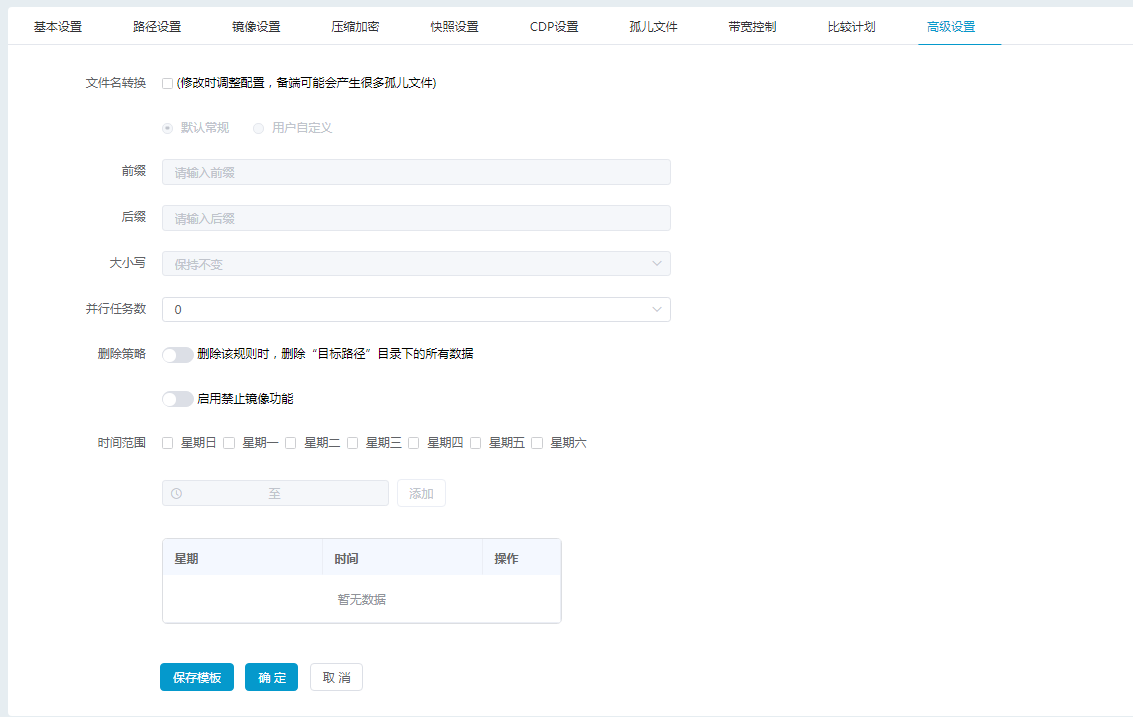 基本设置 路径设置 镜像设置 压缩加密 快照设置 CDP设置 孤儿文件 带宽控制 比较计划 高级设置
文件名转换 (修改时调整配置，备端可能会产生很多孤儿文件)
默认常规 用户自定义
前缀 请输入前缀
后缀 请输入后缀
大小写 保持不变
并行任务数 0
删除策略 删除该规则时，删除“目标路径”目录下的所有数据
启用禁止镜像功能
时间范围 星期日 星期一 星期二 星期三 星期四 星期五 星期六
至 添加
星期 时间 操作
暂无数据
保存模板 确 定 取 消